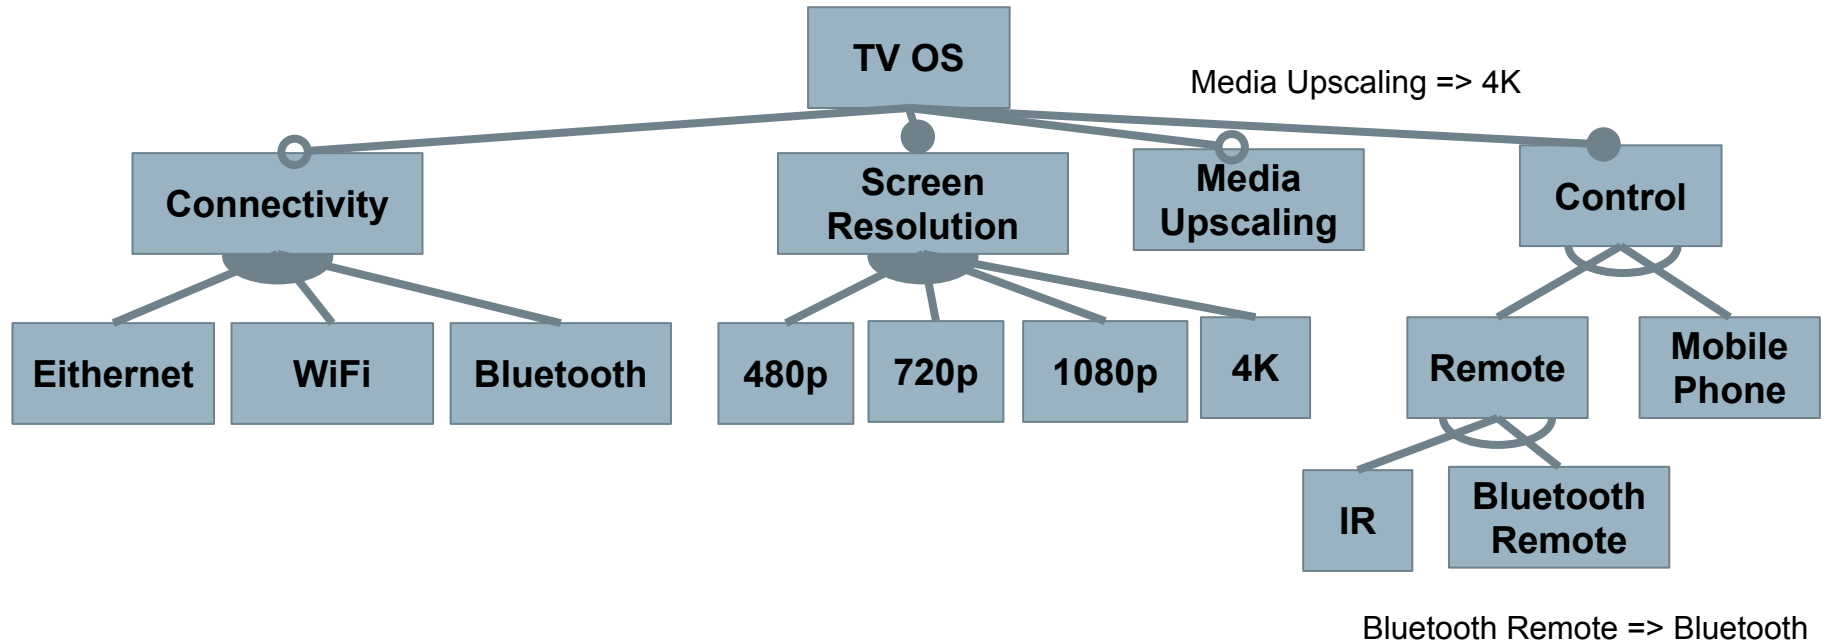 TV OS
Media Upscaling => 4K
Connectivity
Screen
Resolution
Media
Upscaling
Control
Eithernet
WiFi
Bluetooth
480p
720p
1080p
4K
Remote
Mobile
Phone
IR
Bluetooth
Remote
Bluetooth Remote => Bluetooth